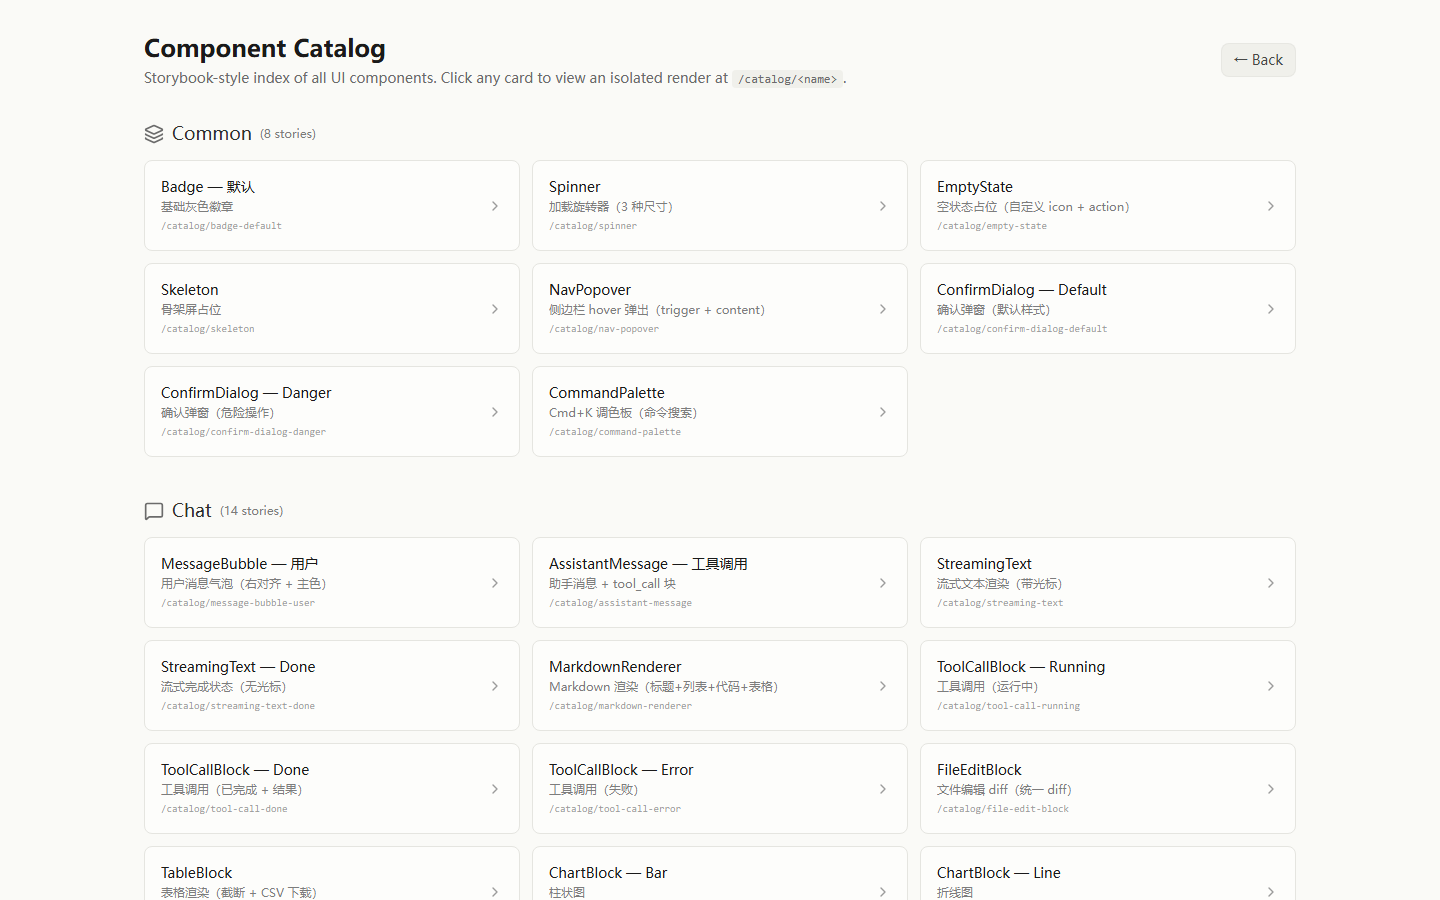 Component Catalog
Storybook-style index of all UI components. Click any card to view an isolated render at /catalog/<name>.
← Back
Common (8 stories)
Badge — 默认
基础灰色徽章
/catalog/badge-default
Spinner
加载旋转器（3 种尺寸）
/catalog/spinner
EmptyState
空状态占位（自定义 icon + action）
/catalog/empty-state
Skeleton
骨架屏占位
/catalog/skeleton
NavPopover
侧边栏 hover 弹出（trigger + content）
/catalog/nav-popover
ConfirmDialog — Default
确认弹窗（默认样式）
/catalog/confirm-dialog-default
ConfirmDialog — Danger
确认弹窗（危险操作）
/catalog/confirm-dialog-danger
CommandPalette
Cmd+K 调色板（命令搜索）
/catalog/command-palette
Chat (14 stories)
MessageBubble — 用户
用户消息气泡（右对齐 + 主色）
/catalog/message-bubble-user
AssistantMessage — 工具调用
助手消息 + tool_call 块
/catalog/assistant-message
StreamingText
流式文本渲染（带光标）
/catalog/streaming-text
StreamingText — Done
流式完成状态（无光标）
/catalog/streaming-text-done
MarkdownRenderer
Markdown 渲染（标题+列表+代码+表格）
/catalog/markdown-renderer
ToolCallBlock — Running
工具调用（运行中）
/catalog/tool-call-running
ToolCallBlock — Done
工具调用（已完成 + 结果）
/catalog/tool-call-done
ToolCallBlock — Error
工具调用（失败）
/catalog/tool-call-error
FileEditBlock
文件编辑 diff（统一 diff）
/catalog/file-edit-block
TableBlock
表格渲染（截断 + CSV 下载）
ChartBlock — Bar
柱状图
ChartBlock — Line
折线图